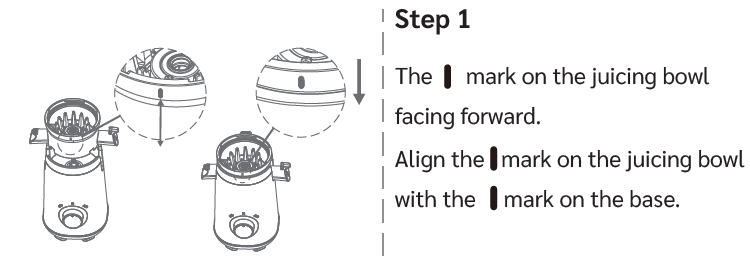 Step 1
The ▮ mark on the juicing bowl
facing forward.
Align the ▮ mark on the juicing bowl
with the ▮ mark on the base.